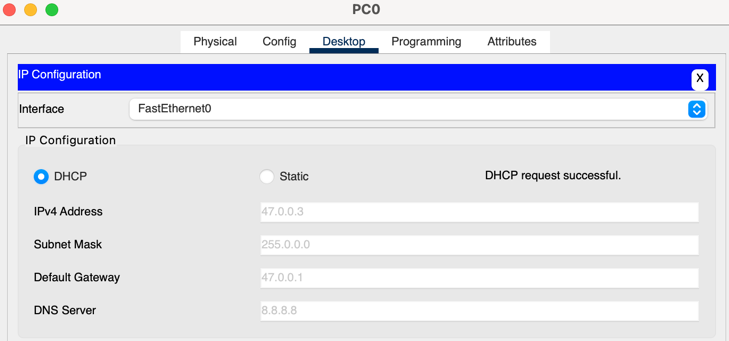 PC0
Physical Config Desktop Programming Attributes
IP Configuration
X
Interface FastEthernet0
IP Configuration
DHCP Static DHCP request successful.
IPv4 Address 47.0.0.3
Subnet Mask 255.0.0.0
Default Gateway 47.0.0.1
DNS Server 8.8.8.8